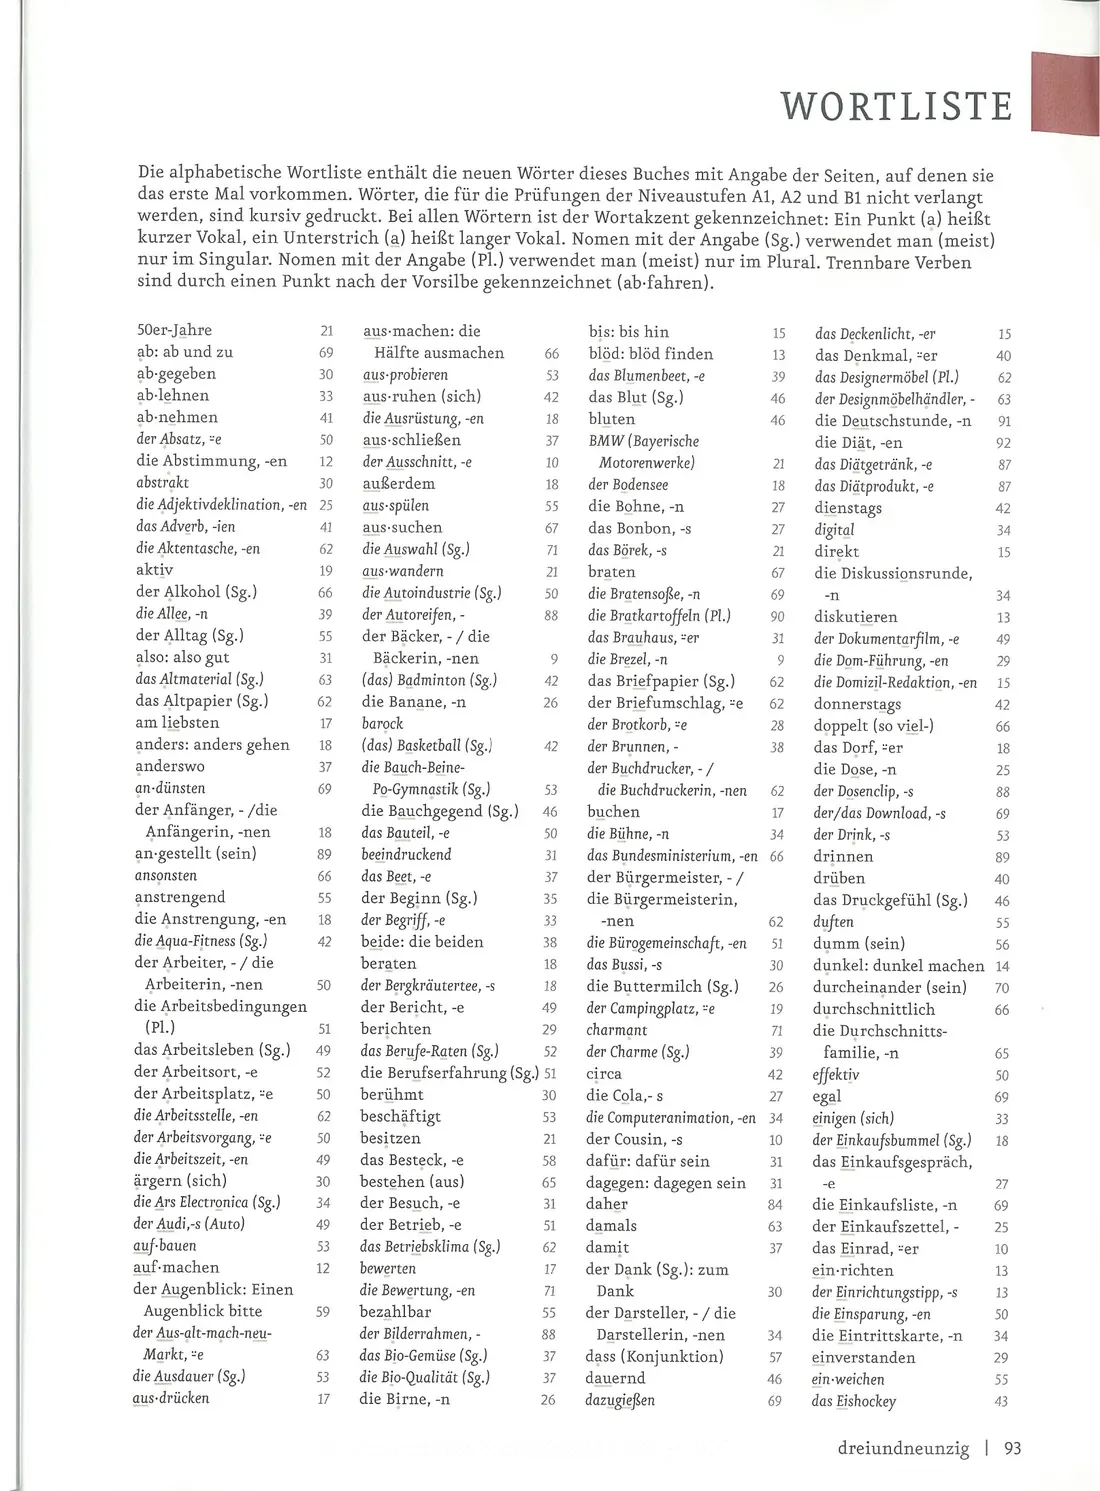 WORTLISTE
Die alphabetische Wortliste enthält die neuen Wörter dieses Buches mit Angabe der Seiten, auf denen sie
das erste Mal vorkommen. Wörter, die für die Prüfungen der Niveaustufen A1, A2 und B1 nicht verlangt
werden, sind kursiv gedruckt. Bei allen Wörtern ist der Wortakzent gekennzeichnet: Ein Punkt (ạ) heißt
kurzer Vokal, ein Unterstrich (a̲) heißt langer Vokal. Nomen mit der Angabe (Sg.) verwendet man (meist)
nur im Singular. Nomen mit der Angabe (Pl.) verwendet man (meist) nur im Plural. Trennbare Verben
sind durch einen Punkt nach der Vorsilbe gekennzeichnet (ab·fahren).
50er-Jahre 21
ab: ab und zu 69
ab·gegeben 30
ab·lehnen 33
ab·nehmen 41
der Absatz, ⸚e 50
die Abstimmung, -en 12
abstrakt 30
die Adjektivdeklination, -en 25
das Adverb, -ien 41
die Aktentasche, -en 62
aktiv 19
der Alkohol (Sg.) 66
die Allee, -n 39
der Alltag (Sg.) 55
also: also gut 31
das Altmaterial (Sg.) 63
das Altpapier (Sg.) 62
am liebsten 17
anders: anders gehen 18
anderswo 37
an·dünsten 69
der Anfänger, - /die
Anfängerin, -nen 18
an·gestellt (sein) 89
ansonsten 66
anstrengend 55
die Anstrengung, -en 18
die Aqua-Fitness (Sg.) 42
der Arbeiter, - / die
Arbeiterin, -nen 50
die Arbeitsbedingungen
(Pl.) 51
das Arbeitsleben (Sg.) 49
der Arbeitsort, -e 52
der Arbeitsplatz, ⸚e 50
die Arbeitsstelle, -en 62
der Arbeitsvorgang, ⸚e 50
die Arbeitszeit, -en 49
ärgern (sich) 30
die Ars Electronica (Sg.) 34
der Audi,-s (Auto) 49
auf·bauen 53
auf·machen 12
der Augenblick: Einen
Augenblick bitte 59
der Aus-alt-mach-neu-
Markt, ⸚e 63
die Ausdauer (Sg.) 53
aus·drücken 17
aus·machen: die
Hälfte ausmachen 66
aus·probieren 53
aus·ruhen (sich) 42
die Ausrüstung, -en 18
aus·schließen 37
der Ausschnitt, -e 10
außerdem 18
aus·spülen 55
aus·suchen 67
die Auswahl (Sg.) 71
aus·wandern 21
die Autoindustrie (Sg.) 50
der Autoreifen, - 88
der Bäcker, - / die
Bäckerin, -nen 9
(das) Badminton (Sg.) 42
die Banane, -n 26
barock
(das) Basketball (Sg.) 42
die Bauch-Beine-
Po-Gymnastik (Sg.) 53
die Bauchgegend (Sg.) 46
das Bauteil, -e 50
beeindruckend 31
das Beet, -e 37
der Beginn (Sg.) 35
der Begriff, -e 33
beide: die beiden 38
beraten 18
der Bergkräutertee, -s 18
der Bericht, -e 49
berichten 29
das Berufe-Raten (Sg.) 52
die Berufserfahrung (Sg.) 51
berühmt 30
beschäftigt 53
besitzen 21
das Besteck, -e 58
bestehen (aus) 65
der Besuch, -e 31
der Betrieb, -e 51
das Betriebsklima (Sg.) 62
bewerten 17
die Bewertung, -en 71
bezahlbar 55
der Bilderrahmen, - 88
das Bio-Gemüse (Sg.) 37
die Bio-Qualität (Sg.) 37
die Birne, -n 26
bis: bis hin 15
blöd: blöd finden 13
das Blumenbeet, -e 39
das Blut (Sg.) 46
bluten 46
BMW (Bayerische
Motorenwerke) 21
der Bodensee 18
die Bohne, -n 27
das Bonbon, -s 27
das Börek, -s 21
braten 67
die Bratensoße, -n 69
die Bratkartoffeln (Pl.) 90
das Brauhaus, ⸚er 31
die Brezel, -n 9
das Briefpapier (Sg.) 62
der Briefumschlag, ⸚e 62
der Brotkorb, ⸚e 28
der Brunnen, - 38
der Buchdrucker, - /
die Buchdruckerin, -nen 62
buchen 17
die Bühne, -n 34
das Bundesministerium, -en 66
der Bürgermeister, - /
die Bürgermeisterin,
-nen 62
die Bürogemeinschaft, -en 51
das Bussi, -s 30
die Buttermilch (Sg.) 26
der Campingplatz, ⸚e 19
charmant 71
der Charme (Sg.) 39
circa 42
die Cola,- s 27
die Computeranimation, -en 34
der Cousin, -s 10
dafür: dafür sein 31
dagegen: dagegen sein 31
daher 84
damals 63
damit 37
der Dank (Sg.): zum
Dank 30
der Darsteller, - / die
Darstellerin, -nen 34
dass (Konjunktion) 57
dauernd 46
dazugießen 69
das Deckenlicht, -er 15
das Denkmal, ⸚er 40
das Designermöbel (Pl.) 62
der Designmöbelhändler, - 63
die Deutschstunde, -n 91
die Diät, -en 92
das Diätgetränk, -e 87
das Diätprodukt, -e 87
dienstags 42
digital 34
direkt 15
die Diskussionsrunde,
-n 34
diskutieren 13
der Dokumentarfilm, -e 49
die Dom-Führung, -en 29
die Domizil-Redaktion, -en 15
donnerstags 42
doppelt (so viel-) 66
das Dorf, ⸚er 18
die Dose, -n 25
der Dosenclip, -s 88
der/das Download, -s 69
der Drink, -s 53
drinnen 89
drüben 40
das Druckgefühl (Sg.) 46
duften 55
dumm (sein) 56
dunkel: dunkel machen 14
durcheinander (sein) 70
durchschnittlich 66
die Durchschnitts-
familie, -n 65
effektiv 50
egal 69
einigen (sich) 33
der Einkaufsbummel (Sg.) 18
das Einkaufsgespräch,
-e 27
die Einkaufsliste, -n 69
der Einkaufszettel, - 25
das Einrad, ⸚er 10
ein·richten 13
der Einrichtungstipp, -s 13
die Einsparung, -en 50
die Eintrittskarte, -n 34
einverstanden 29
ein·weichen 55
das Eishockey 43
dreiundneunzig | 93